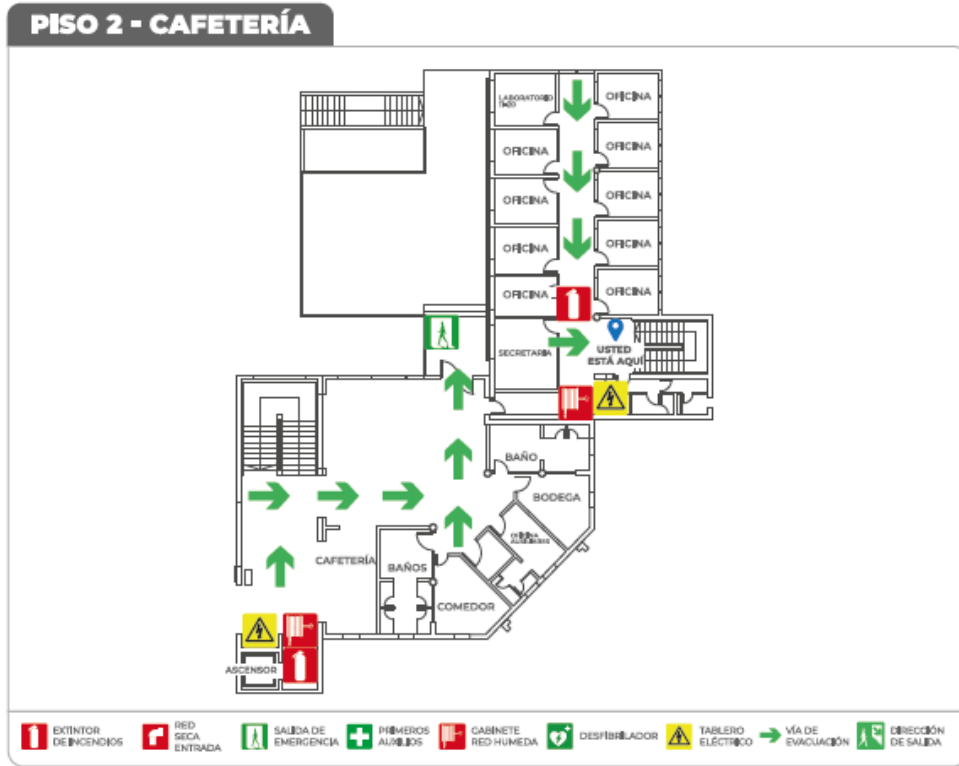 PISO 2 - CAFETERÍA
LABORATORIO
OFICINA
OFICINA
OFICINA
OFICINA
OFICINA
OFICINA
OFICINA
OFICINA
OFICINA
SECRETARIA
USTED
ESTÁ AQUÍ
BAÑO
BODEGA
OFICINA
CAFETERÍA
BAÑOS
COMEDOR
ASCENSOR
EXTINTOR
DE INCENDIOS
RED
SECA
ENTRADA
SALIDA DE
EMERGENCIA
PRIMEROS
AUXILIOS
GABINETE
RED HUMEDA
DESFIBRILADOR
TABLERO
ELÉCTRICO
VÍA DE
EVACUACIÓN
DIRECCIÓN
DE SALIDA